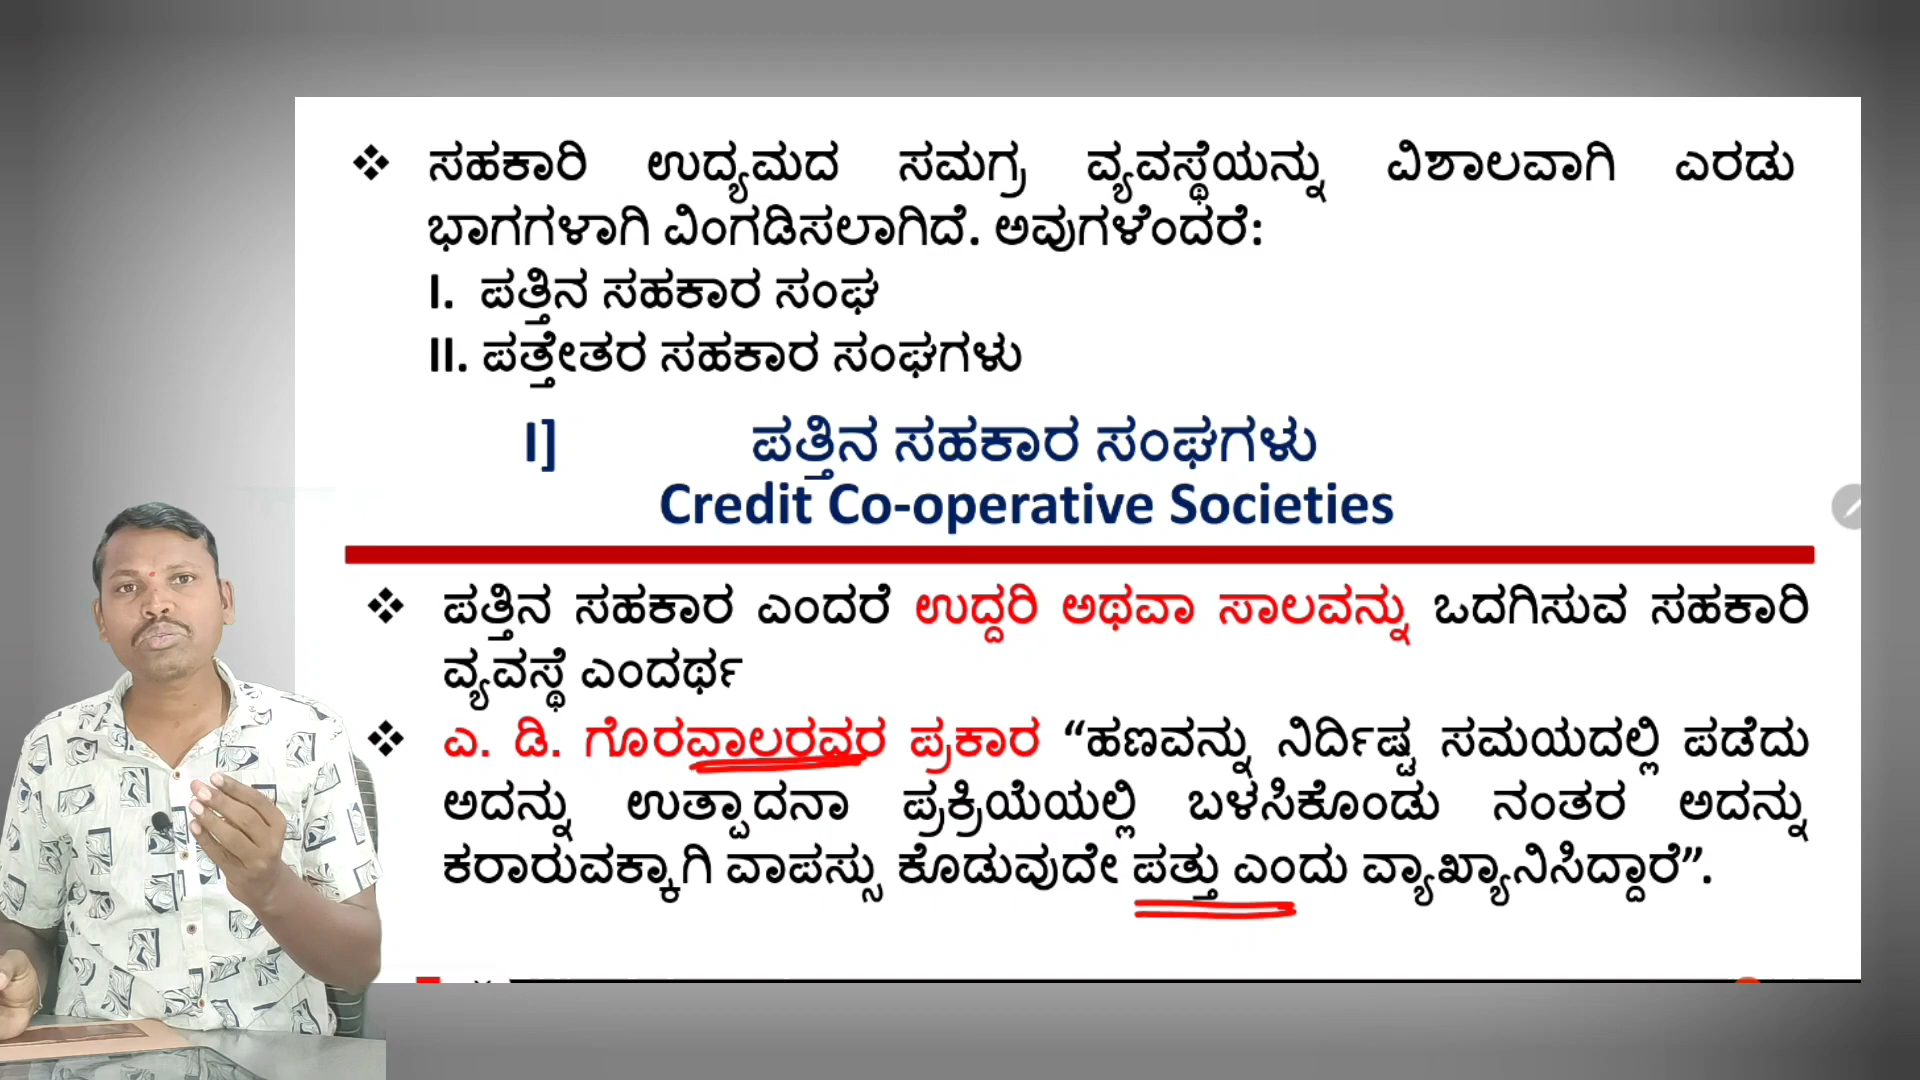 ❖ ಸಹಕಾರಿ ಉದ್ಯಮದ ಸಮಗ್ರ ವ್ಯವಸ್ಥೆಯನ್ನು ವಿಶಾಲವಾಗಿ ಎರಡು
ಭಾಗಗಳಾಗಿ ವಿಂಗಡಿಸಲಾಗಿದೆ. ಅವುಗಳೆಂದರೆ:
I. ಪತ್ತಿನ ಸಹಕಾರ ಸಂಘ
II. ಪತ್ತೇತರ ಸಹಕಾರ ಸಂಘಗಳು
I] ಪತ್ತಿನ ಸಹಕಾರ ಸಂಘಗಳು
Credit Co-operative Societies
❖ ಪತ್ತಿನ ಸಹಕಾರ ಎಂದರೆ ಉದ್ದರಿ ಅಥವಾ ಸಾಲವನ್ನು ಒದಗಿಸುವ ಸಹಕಾರಿ
ವ್ಯವಸ್ಥೆ ಎಂದರ್ಥ
❖ ಎ. ಡಿ. ಗೊರವಾಲರವರ ಪ್ರಕಾರ “ಹಣವನ್ನು ನಿರ್ದಿಷ್ಟ ಸಮಯದಲ್ಲಿ ಪಡೆದು
ಅದನ್ನು ಉತ್ಪಾದನಾ ಪ್ರಕ್ರಿಯೆಯಲ್ಲಿ ಬಳಸಿಕೊಂಡು ನಂತರ ಅದನ್ನು
ಕರಾರುವಕ್ಕಾಗಿ ವಾಪಸ್ಸು ಕೊಡುವುದೇ ಪತ್ತು ಎಂದು ವ್ಯಾಖ್ಯಾನಿಸಿದ್ದಾರೆ”.